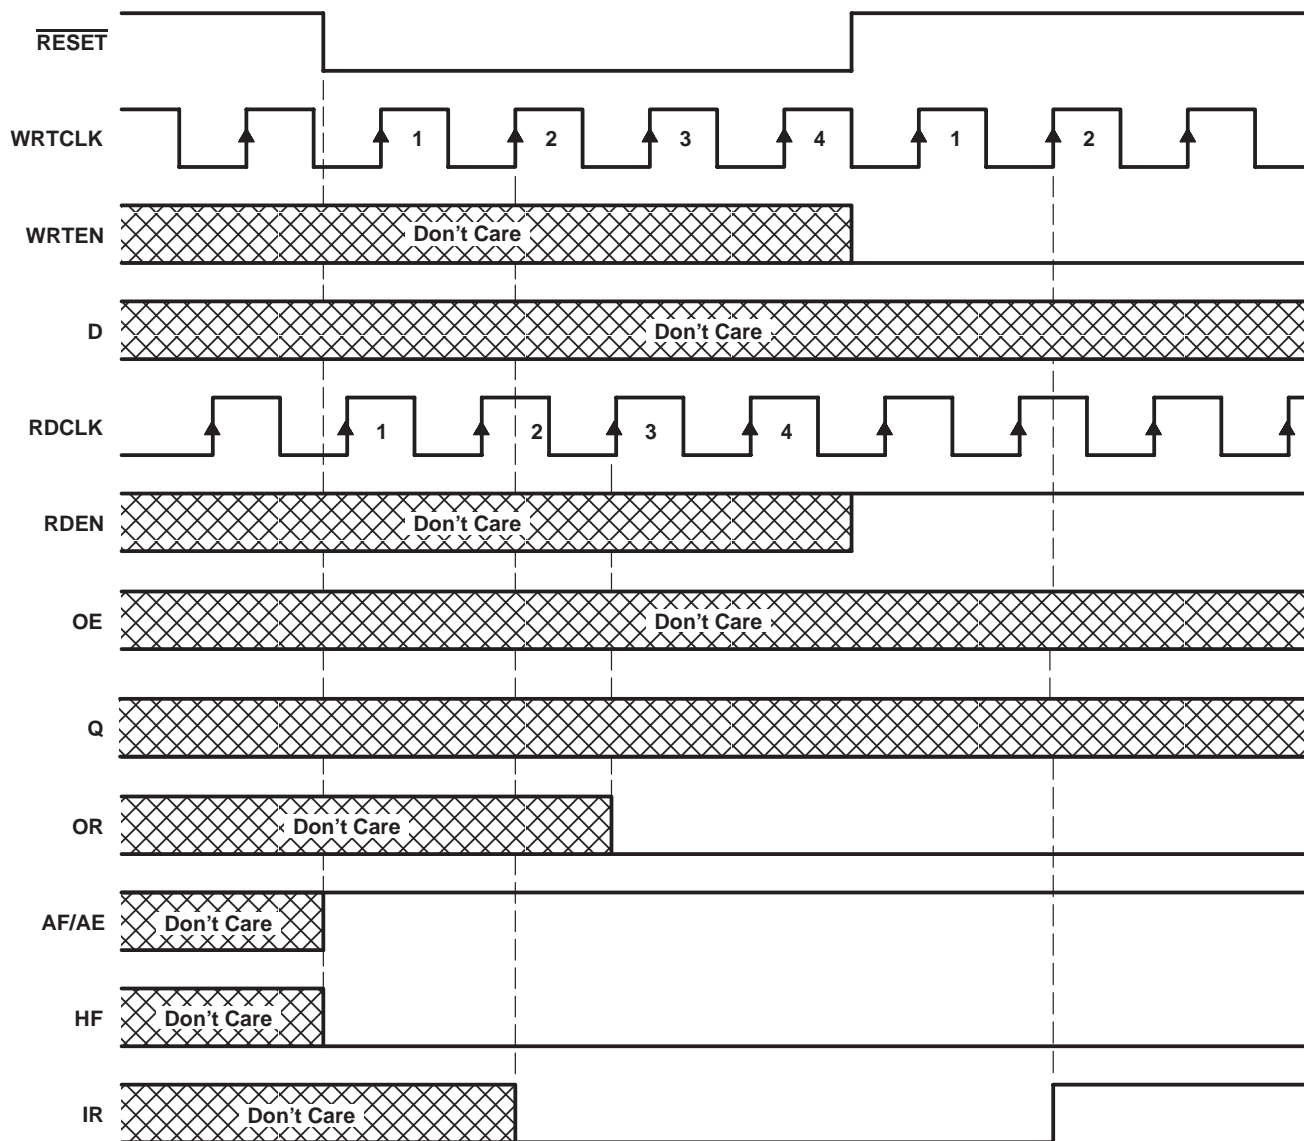 RESET
WRTCLK 1 2 3 4 1 2
WRTEN Don't Care
D Don't Care
RDCLK 1 2 3 4
RDEN Don't Care
OE Don't Care
Q
OR Don't Care
AF/AE Don't Care
HF Don't Care
IR Don't Care